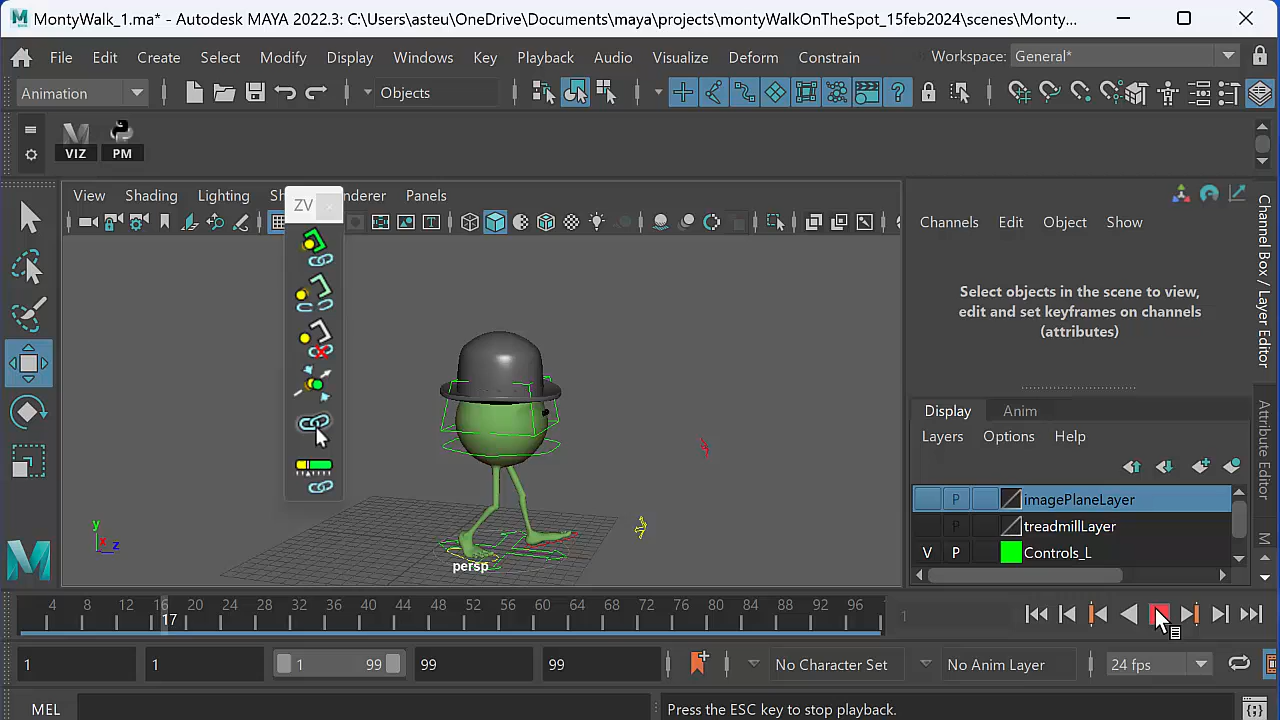 MontyWalk_1.ma* - Autodesk MAYA 2022.3: C:\Users\asteu\OneDrive\Documents\maya\projects\montyWalkOnTheSpot_15feb2024\scenes\Monty...
File Edit Create Select Modify Display Windows Key Playback Audio Visualize Deform Constrain
Workspace: General*
Animation
Objects
VIZ PM
View Shading Lighting Sh renderer Panels
ZV
Channels Edit Object Show
Select objects in the scene to view,
edit and set keyframes on channels
(attributes)
Channel Box / Layer Editor
Attribute Editor
M
Display Anim
Layers Options Help
P imagePlaneLayer
P treadmillLayer
V P Controls_L
y
x z
persp
4 8 12 16 20 24 28 32 36 40 44 48 52 56 60 64 68 72 76 80 84 88 92 96
17
1
1 1 1 99 99 99
No Character Set
No Anim Layer
24 fps
MEL
Press the ESC key to stop playback.